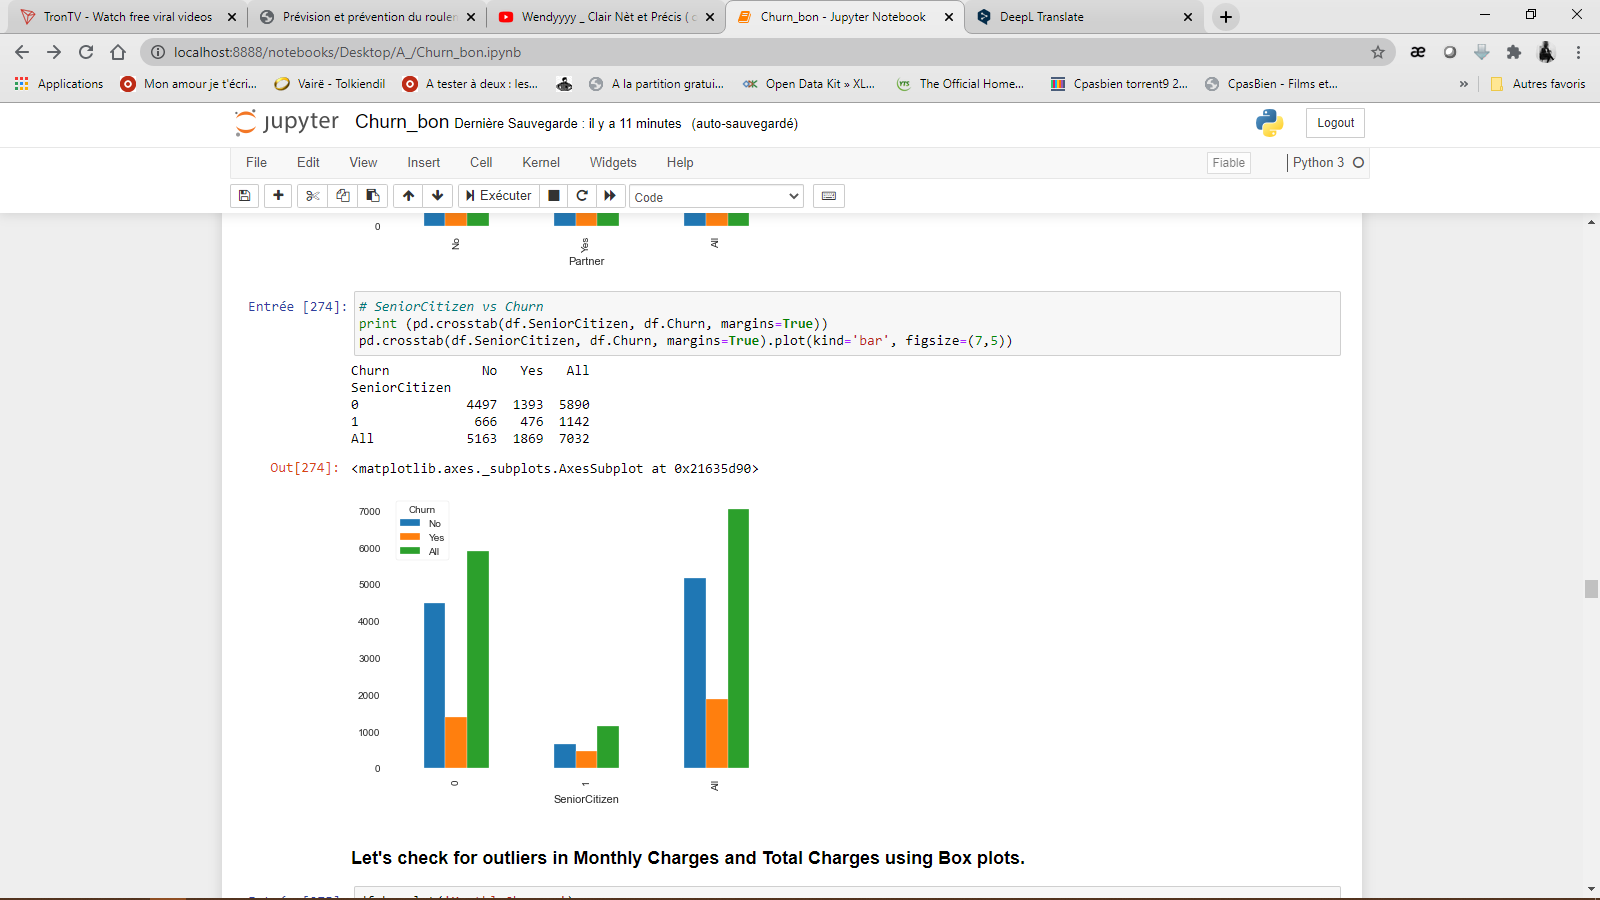 TronTV - Watch free viral videos
Prévision et prévention du rouler
Wendyyyy _ Clair Nèt et Précis (
Churn_bon - Jupyter Notebook
DeepL Translate
localhost:8888/notebooks/Desktop/A_/Churn_bon.ipynb
Applications
Mon amour je t'écri...
Vairë - Tolkiendil
A tester à deux : les...
A la partition gratui...
Open Data Kit » XL...
The Official Home...
Cpasbien torrent9 2...
CpasBien - Films et...
»
Autres favoris
jupyter Churn_bon Dernière Sauvegarde : il y a 11 minutes (auto-sauvegardé)
Logout
File Edit View Insert Cell Kernel Widgets Help
Fiable
Python 3
Exécuter
Code
0
No Yes All
Partner
Entrée [274]:
# SeniorCitizen vs Churn
print (pd.crosstab(df.SeniorCitizen, df.Churn, margins=True))
pd.crosstab(df.SeniorCitizen, df.Churn, margins=True).plot(kind='bar', figsize=(7,5))
Churn No Yes All
SeniorCitizen
0 4497 1393 5890
1 666 476 1142
All 5163 1869 7032
Out[274]: <matplotlib.axes._subplots.AxesSubplot at 0x21635d90>
Churn
No
Yes
All
7000
6000
5000
4000
3000
2000
1000
0
0 1 All
SeniorCitizen
Let's check for outliers in Monthly Charges and Total Charges using Box plots.